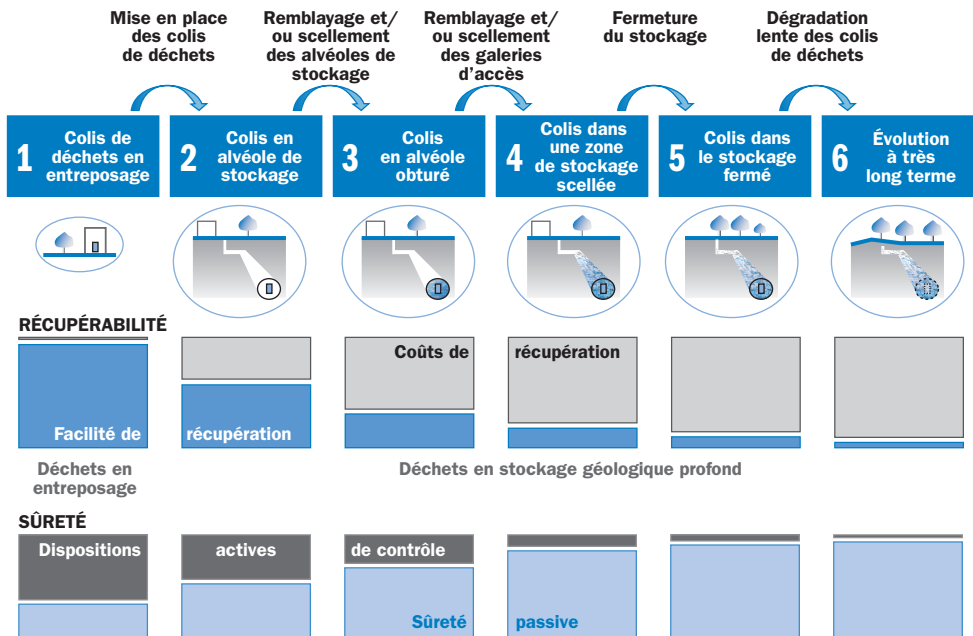 Mise en place
des colis
de déchets
Remblayage et/
ou scellement
des alvéoles de
stockage
Remblayage et/
ou scellement
des galeries
d'accès
Fermeture
du stockage
Dégradation
lente des colis
de déchets
1
Colis de
déchets en
entreposage
2
Colis en
alvéole de
stockage
3
Colis
en alvéole
obturé
4
Colis dans
une zone
de stockage
scellée
5
Colis dans
le stockage
fermé
6
Évolution
à très
long terme
RÉCUPÉRABILITÉ
Coûts de récupération
Facilité de récupération
Déchets en
entreposage
Déchets en stockage géologique profond
SÛRETÉ
Dispositions actives de contrôle
Sûreté passive